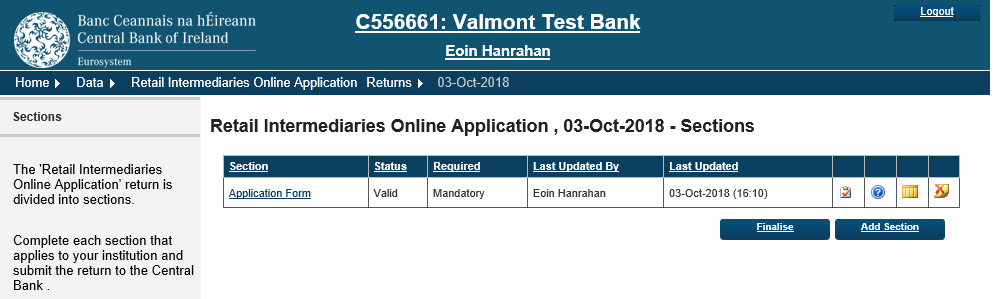 Banc Ceannais na hÉireann
Central Bank of Ireland
Eurosystem
C556661: Valmont Test Bank
Eoin Hanrahan
Logout
Home Data Retail Intermediaries Online Application Returns 03-Oct-2018
Sections
The 'Retail Intermediaries
Online Application' return is
divided into sections.
Complete each section that
applies to your institution and
submit the return to the Central
Bank .
Retail Intermediaries Online Application , 03-Oct-2018 - Sections
Section Status Required Last Updated By Last Updated
Application Form Valid Mandatory Eoin Hanrahan 03-Oct-2018 (16:10)
Finalise Add Section